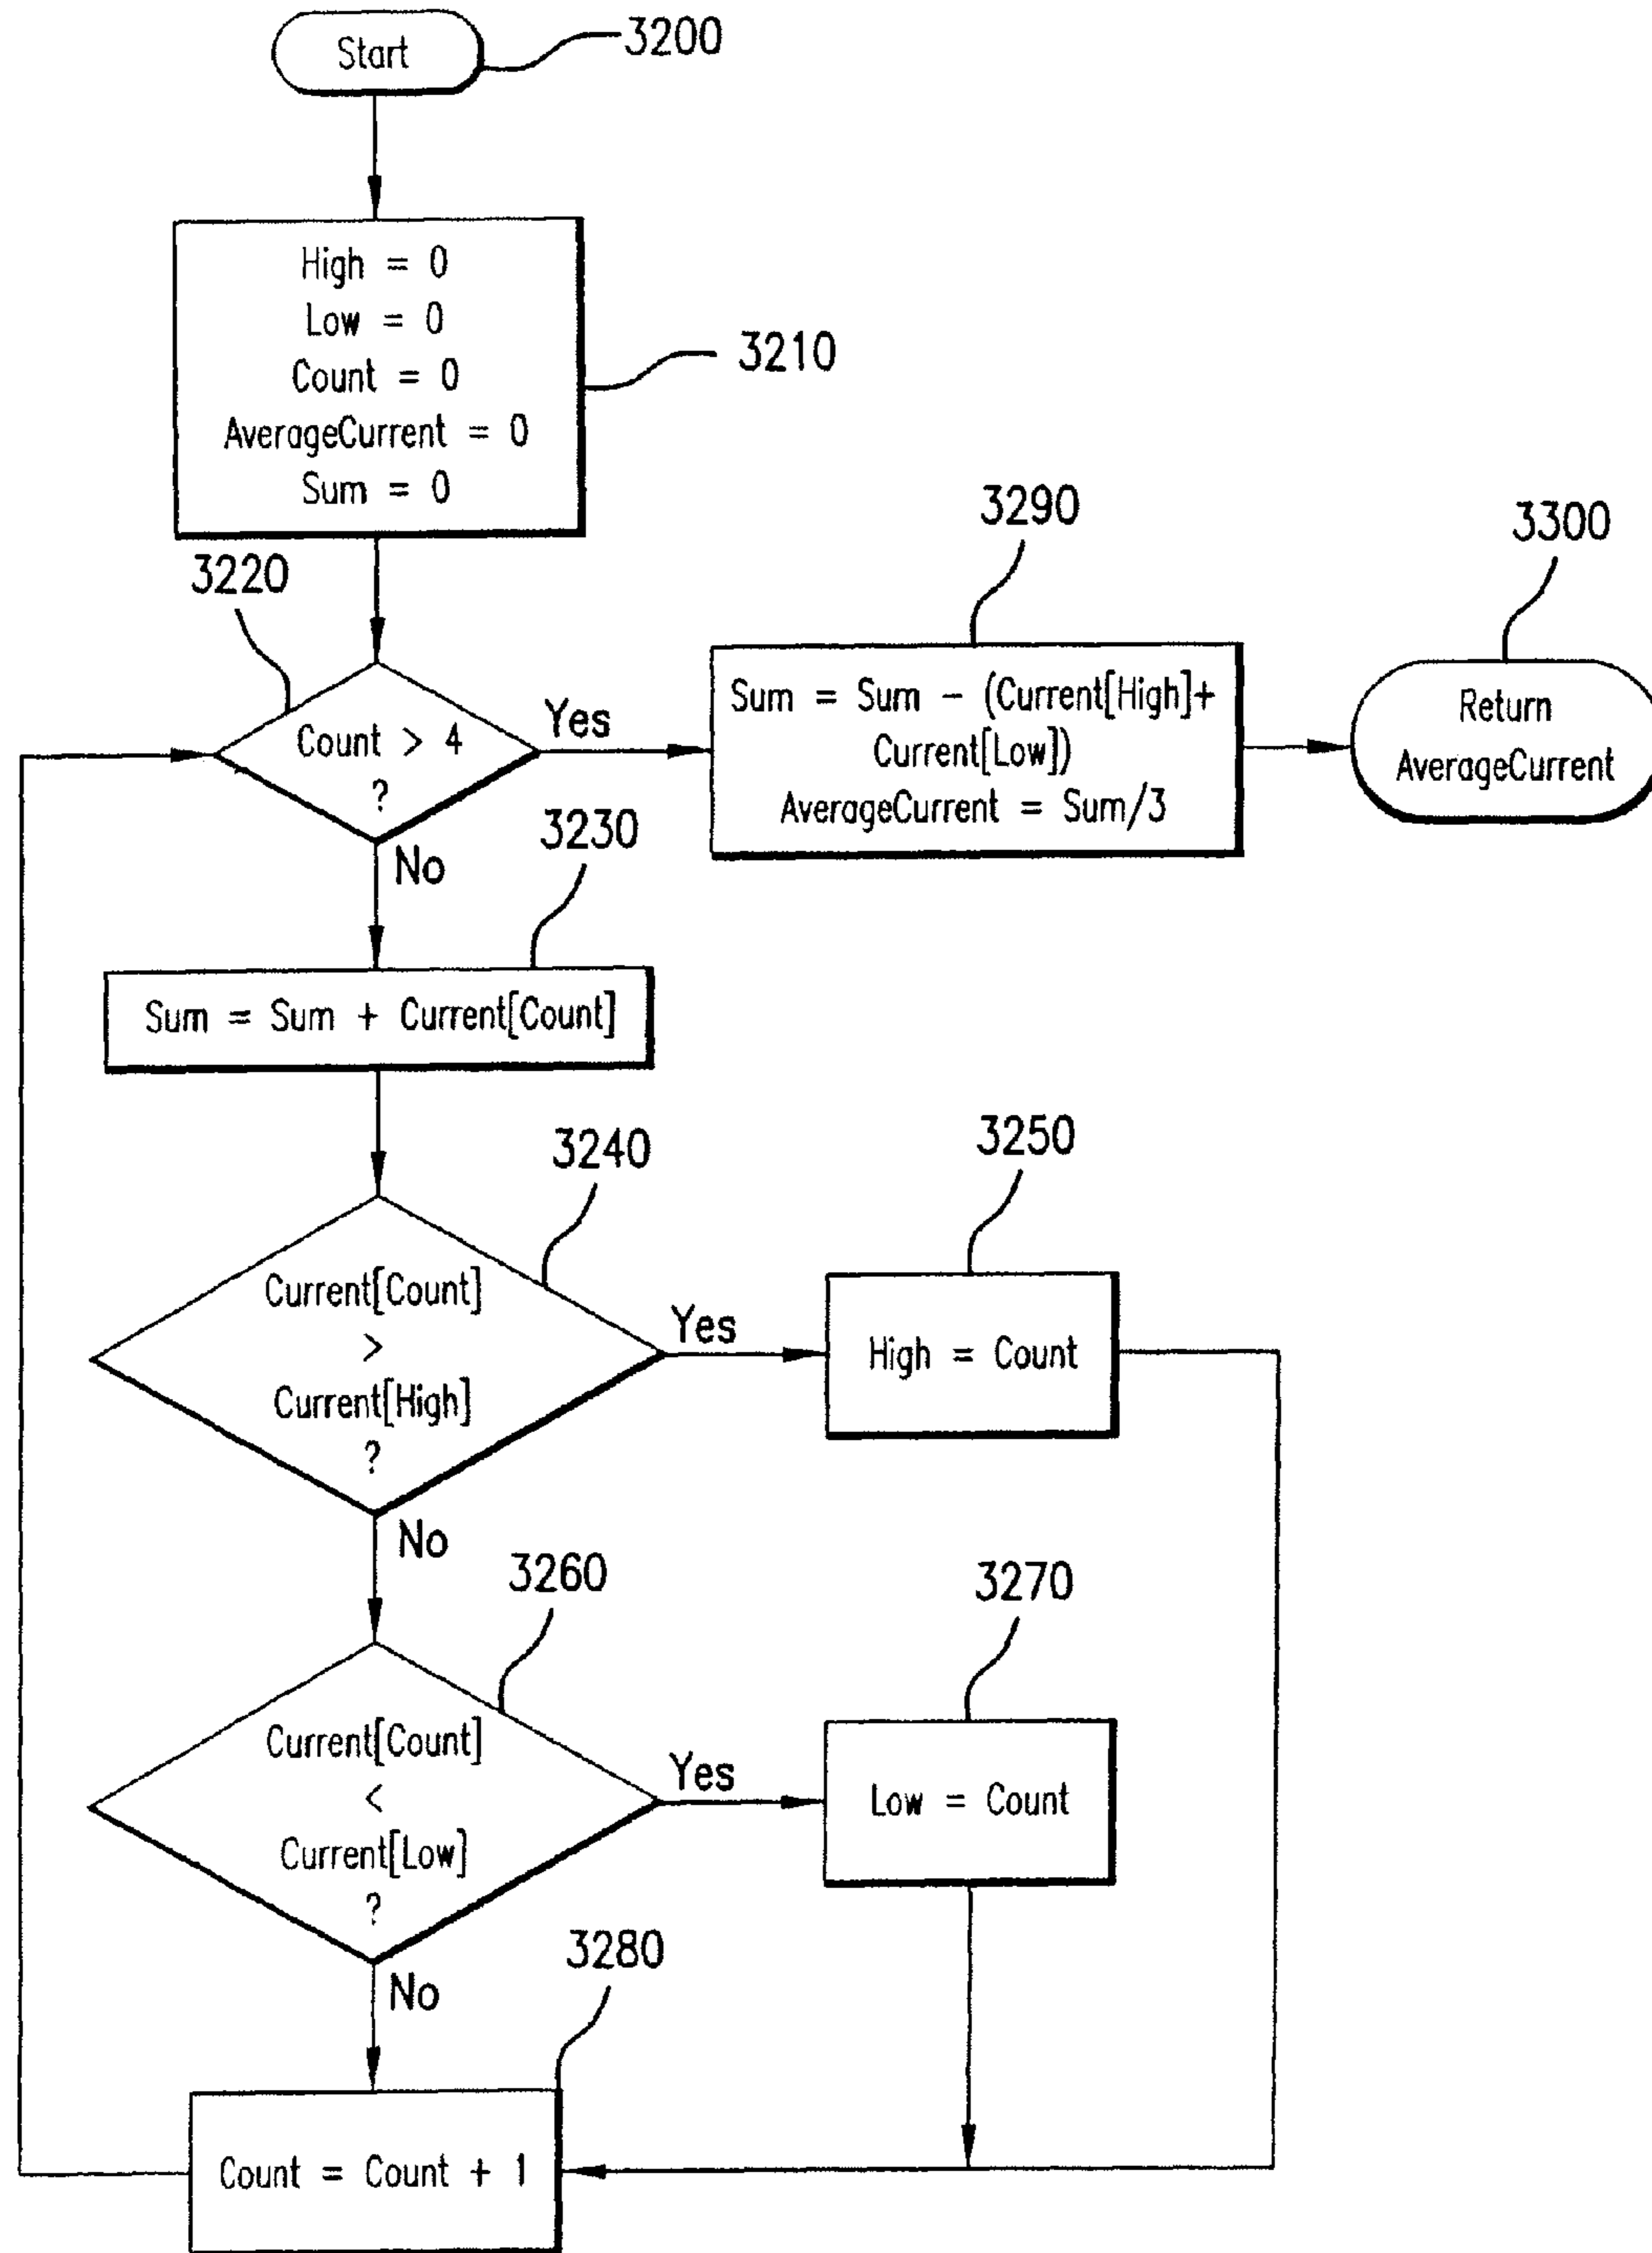 Start
3200
High = 0
Low = 0
Count = 0
AverageCurrent = 0
Sum = 0
3210
3220
Count > 4
?
Yes
No
3290
Sum = Sum - (Current[High]+
Current[Low])
AverageCurrent = Sum/3
3300
Return
AverageCurrent
3230
Sum = Sum + Current[Count]
3240
Current[Count]
>
Current[High]
?
Yes
No
3250
High = Count
3260
Current[Count]
<
Current[Low]
?
Yes
No
3270
Low = Count
3280
Count = Count + 1